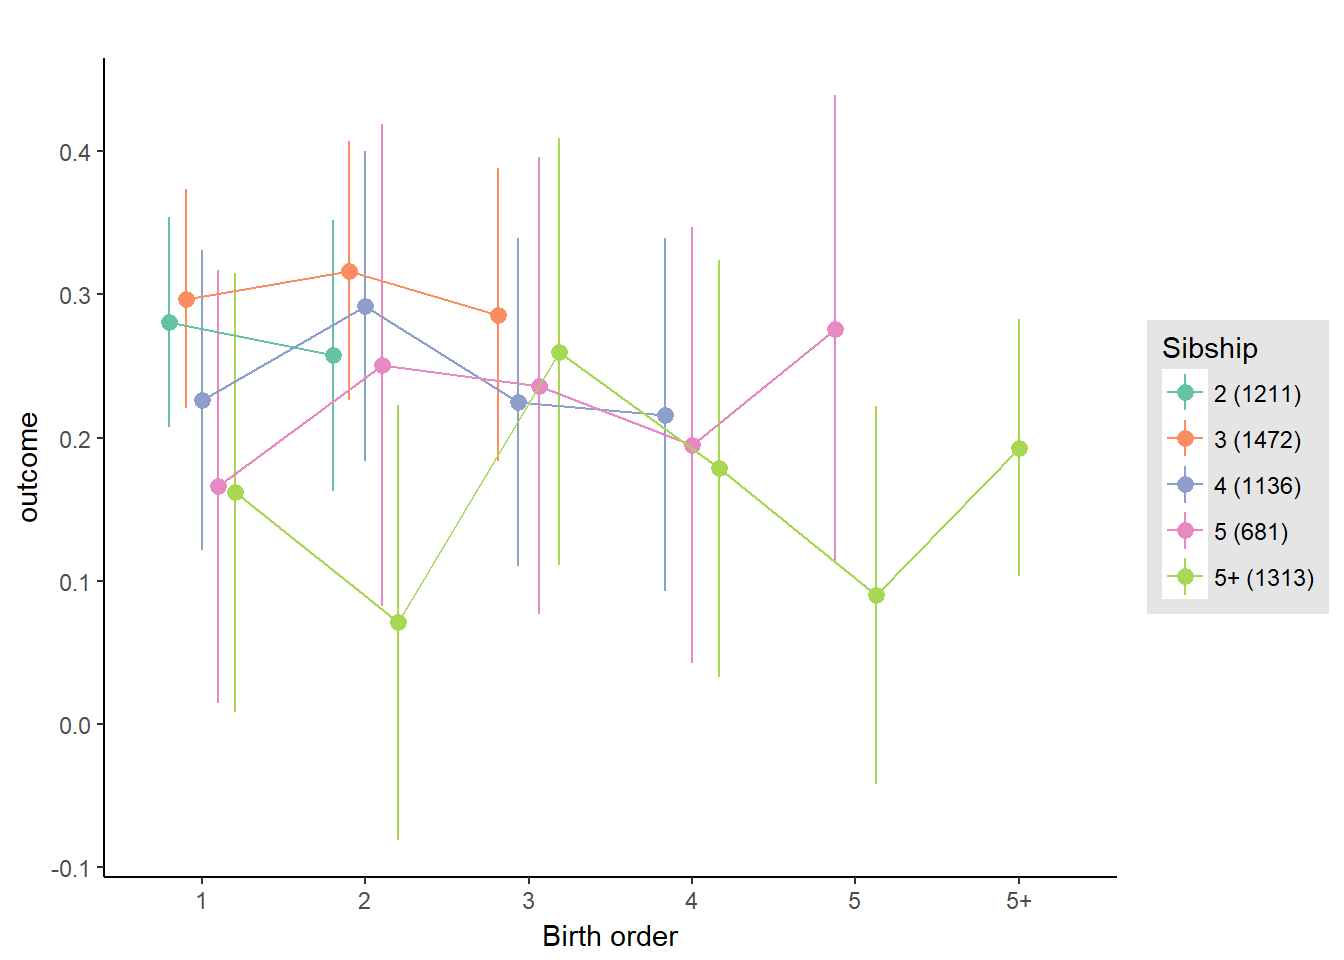 outcome
0.4
0.3
0.2
0.1
0.0
-0.1
1 2 3 4 5 5+
Birth order
Sibship
2 (1211)
3 (1472)
4 (1136)
5 (681)
5+ (1313)